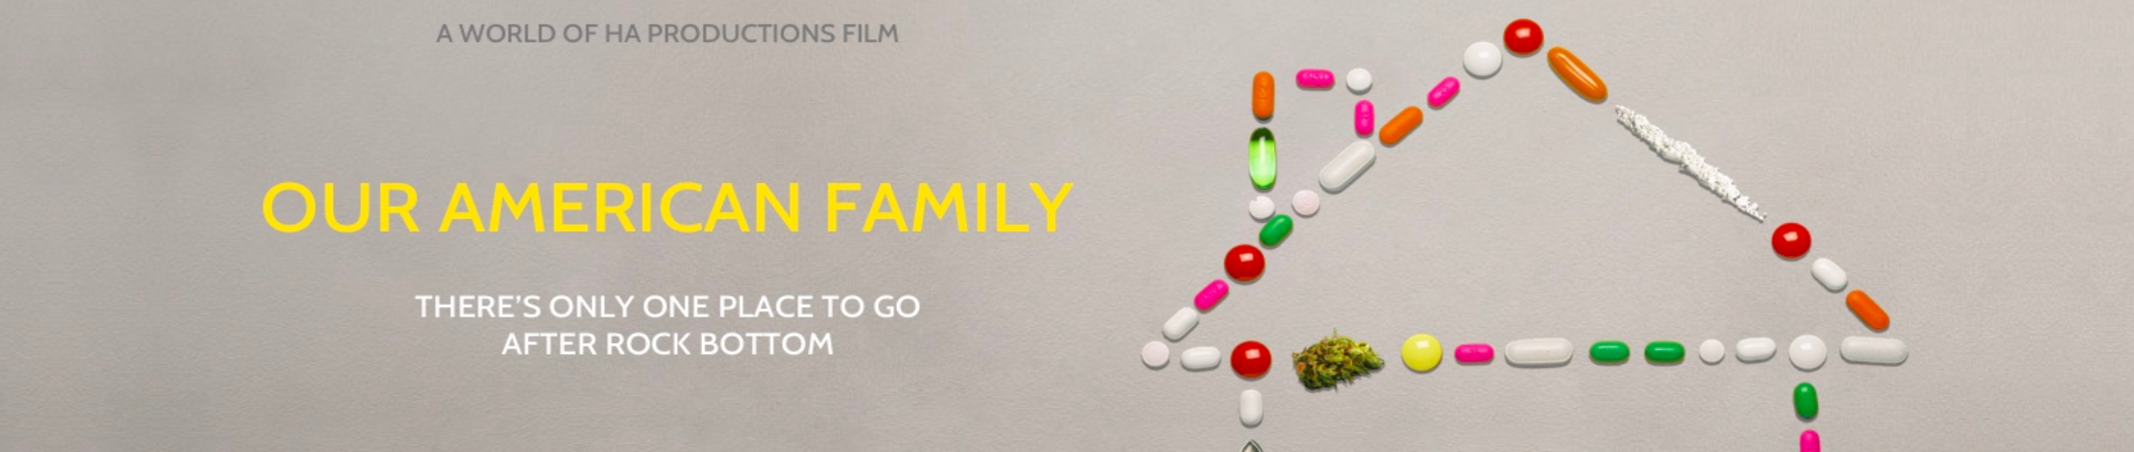 A WORLD OF HA PRODUCTIONS FILM
OUR AMERICAN FAMILY
THERE'S ONLY ONE PLACE TO GO
AFTER ROCK BOTTOM